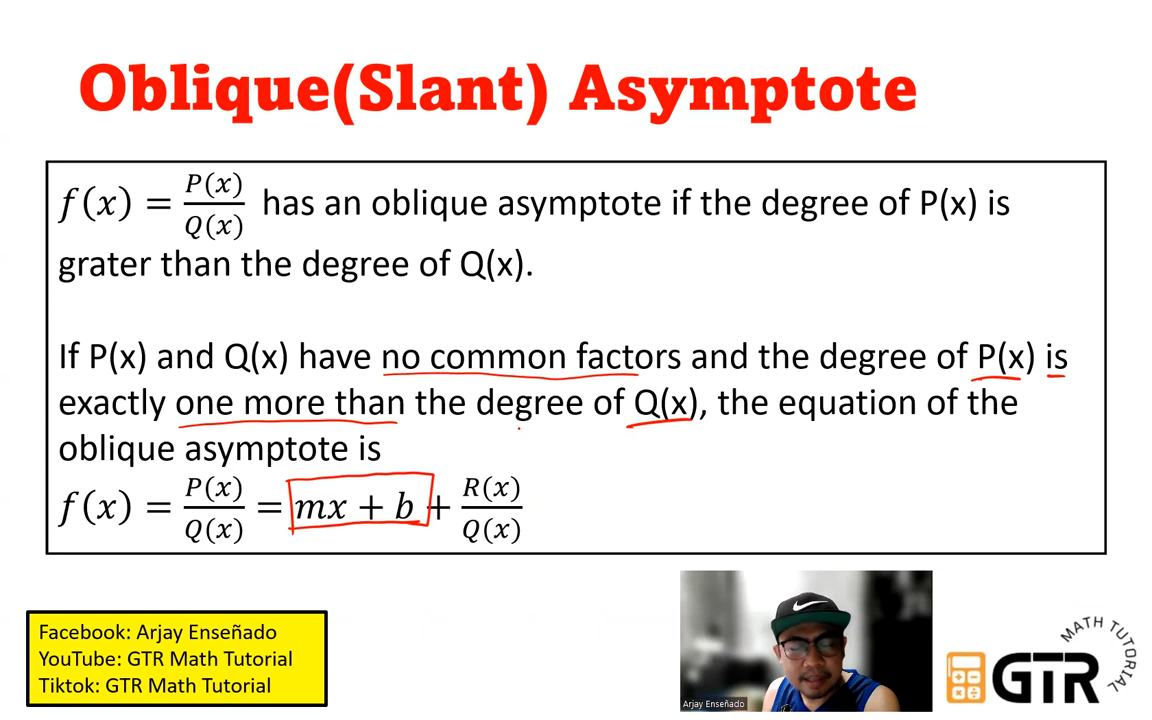 Oblique(Slant) Asymptote
f(x) = P(x)/Q(x) has an oblique asymptote if the degree of P(x) is
grater than the degree of Q(x).
If P(x) and Q(x) have no common factors and the degree of P(x) is
exactly one more than the degree of Q(x), the equation of the
oblique asymptote is
f(x) = P(x)/Q(x) = mx + b + R(x)/Q(x)
Facebook: Arjay Enseñado
YouTube: GTR Math Tutorial
Tiktok: GTR Math Tutorial
Arjay Enseñado
GTR
MATH TUTORIAL